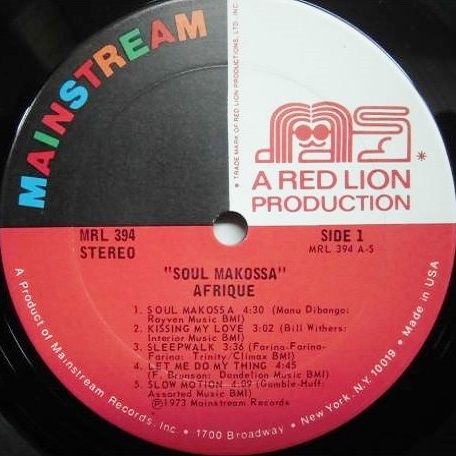 MAINSTREAM
• TRADE MARK OF RED LION PRODUCTIONS, LTD. INC.
A RED LION
PRODUCTION
MRL 394
STEREO
SIDE 1
MRL 394 A-S
"SOUL MAKOSSA"
AFRIQUE
1. SOUL MAKOSSA 4:30 (Manu Dibango:
Rayven Music BMI)
2. KISSING MY LOVE 3:02 (Bill Withers:
Interior Music BMI)
3. SLEEPWALK 3:36 (Farina-Farina-
Farina: Trinity/Climax BMI)
4. LET ME DO MY THING 4:45
(F. Brunson: Dandelion Music BMI)
5. SLOW MOTION 4:09 (Gamble-Huff:
Assorted Music BMI)
Ⓟ1973 Mainstream Records
A Product of Mainstream Records, Inc. • 1700 Broadway • New York, N.Y. 10019 • Made in USA